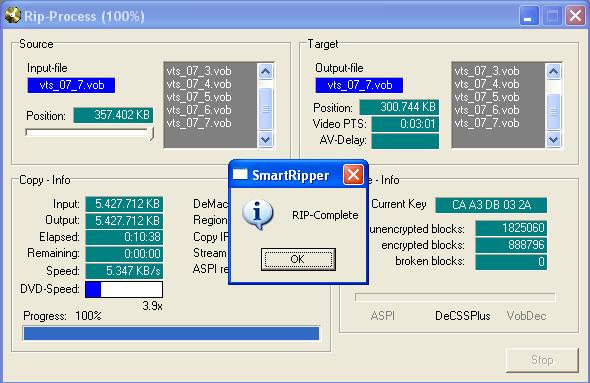 Rip-Process (100%)
Source
Input-file
vts_07_7.vob
Position: 357.402 KB
vts_07_3.vob
vts_07_4.vob
vts_07_5.vob
vts_07_6.vob
vts_07_7.vob
Target
Output-file
vts_07_7.vob
Position: 300.744 KB
Video PTS: 0:03:01
AV-Delay:
vts_07_3.vob
vts_07_4.vob
vts_07_5.vob
vts_07_6.vob
vts_07_7.vob
SmartRipper
RIP-Complete
OK
Copy - Info
Input: 5.427.712 KB
Output: 5.427.712 KB
Elapsed: 0:10:38
Remaining: 0:00:00
Speed: 5.347 KB/s
DVD-Speed:
3.9x
Progress: 100%
DeMac
Region
Copy IF
Stream
ASPI re
e - Info
Current Key CA A3 DB 03 2A
unencrypted blocks: 1825060
encrypted blocks: 888796
broken blocks: 0
ASPI DeCSSPlus VobDec
Stop